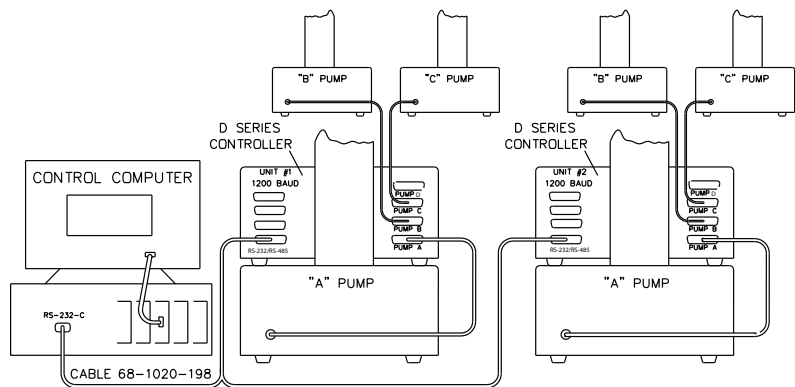 "B" PUMP
"C" PUMP
"B" PUMP
"C" PUMP
D SERIES
CONTROLLER
D SERIES
CONTROLLER
CONTROL COMPUTER
UNIT #1
1200 BAUD
PUMP D
PUMP C
PUMP B
PUMP A
RS-232/RS-485
UNIT #2
1200 BAUD
PUMP D
PUMP C
PUMP B
PUMP A
RS-232/RS-485
"A" PUMP
"A" PUMP
RS-232-C
CABLE 68-1020-198